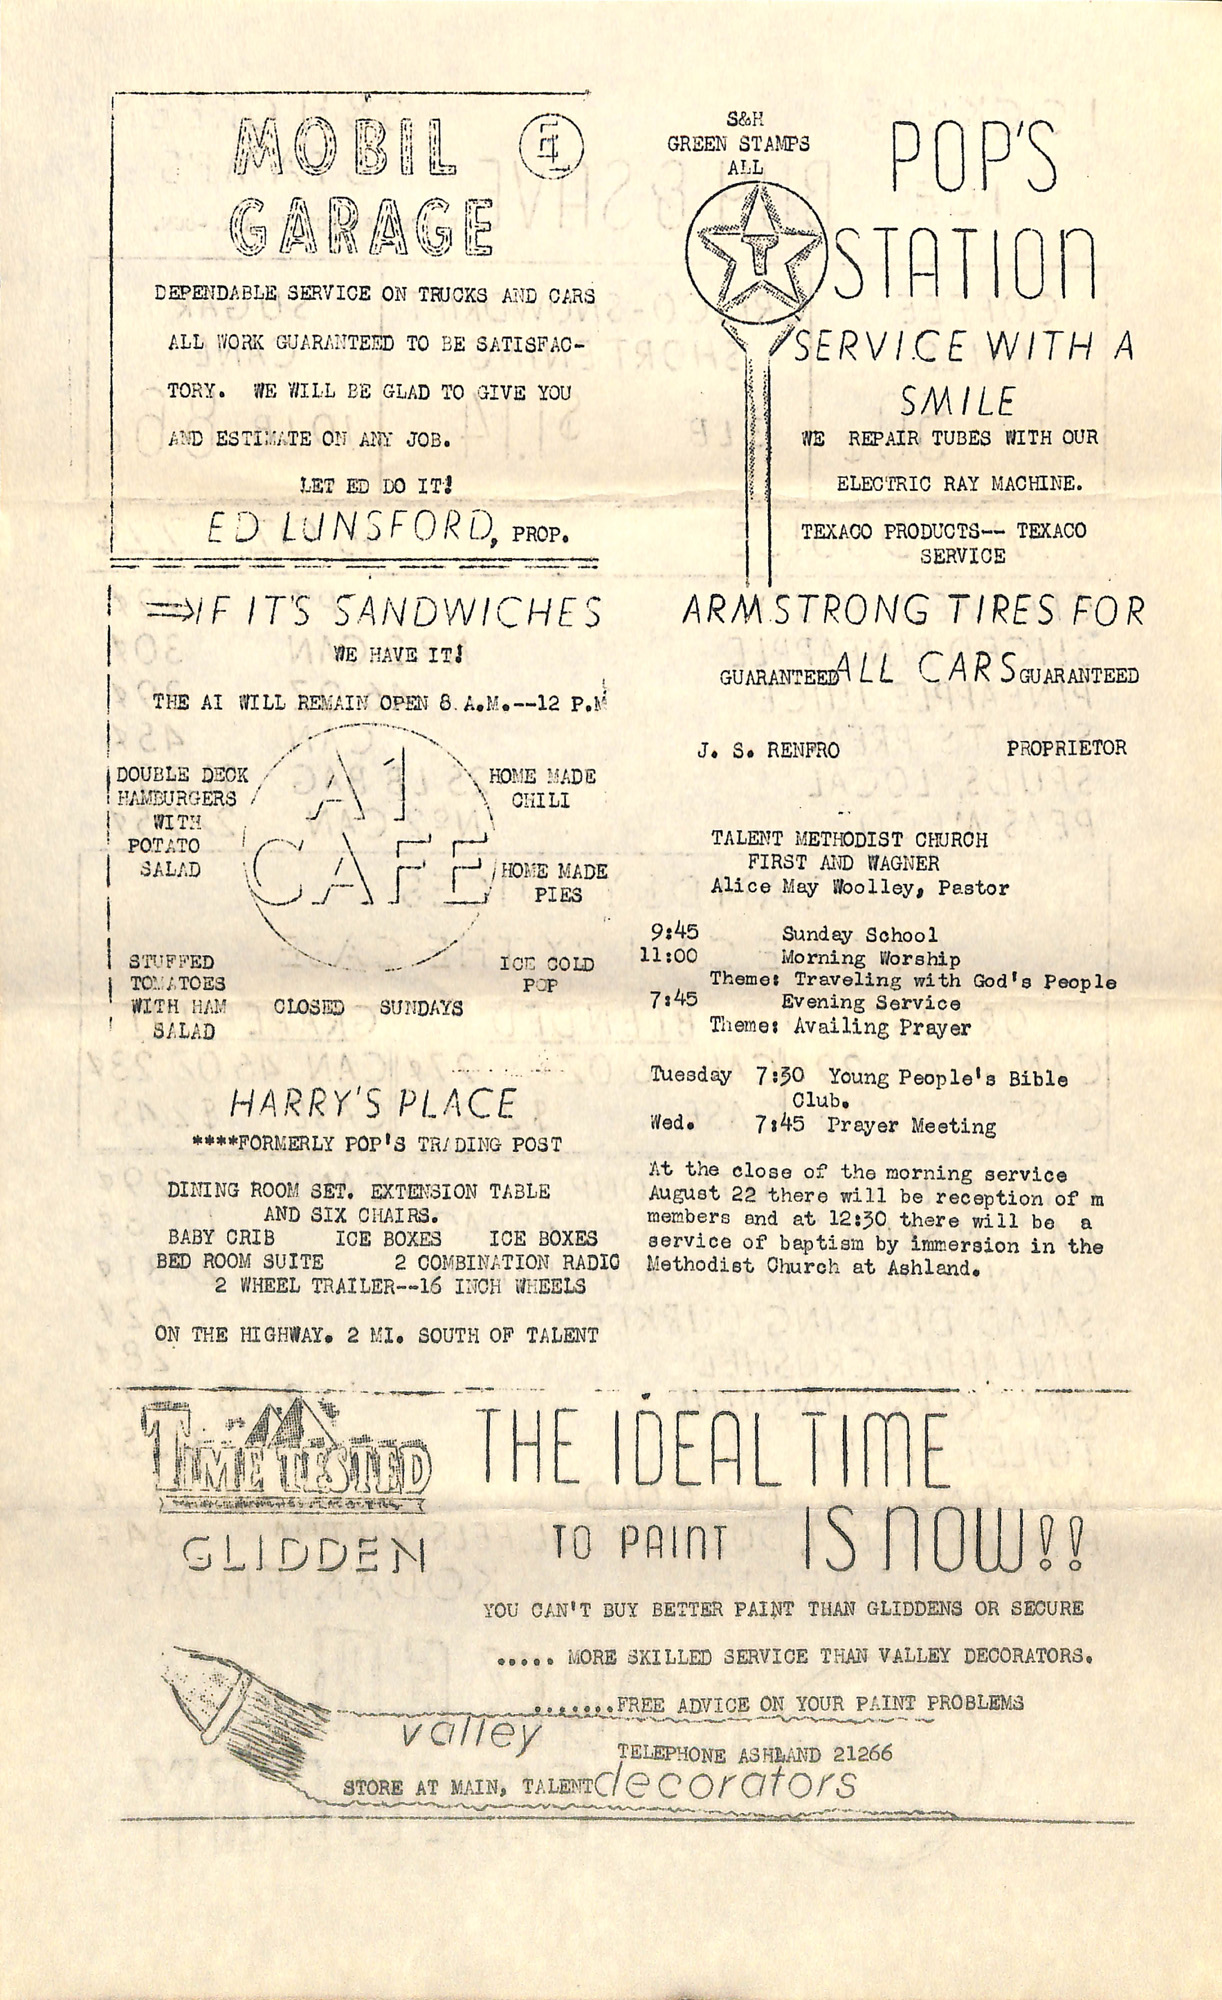 MOBIL
GARAGE
DEPENDABLE SERVICE ON TRUCKS AND CARS
ALL WORK GUARANTEED TO BE SATISFAC-
TORY. WE WILL BE GLAD TO GIVE YOU
AND ESTIMATE ON ANY JOB.
LET ED DO IT!
ED LUNSFORD, PROP.
S&H
GREEN STAMPS
ALL
T
POP'S
STATION
SERVICE WITH A
SMILE
WE REPAIR TUBES WITH OUR
ELECTRIC RAY MACHINE.
TEXACO PRODUCTS-- TEXACO
SERVICE
ARMSTRONG TIRES FOR
GUARANTEED ALL CARS GUARANTEED
J. S. RENFRO PROPRIETOR
⇒IF IT'S SANDWICHES
WE HAVE IT!
THE AI WILL REMAIN OPEN 8 A.M.--12 P.M
DOUBLE DECK
HAMBURGERS
WITH
POTATO
SALAD
A1
CAFE
HOME MADE
CHILI
HOME MADE
PIES
STUFFED
TOMATOES
WITH HAM
SALAD
CLOSED SUNDAYS
ICE COLD
POP
TALENT METHODIST CHURCH
FIRST AND WAGNER
Alice May Woolley, Pastor
9:45 Sunday School
11:00 Morning Worship
Theme: Traveling with God's People
7:45 Evening Service
Theme: Availing Prayer
Tuesday 7:30 Young People's Bible
Club.
Wed. 7:45 Prayer Meeting
At the close of the morning service
August 22 there will be reception of m
members and at 12:30 there will be a
service of baptism by immersion in the
Methodist Church at Ashland.
HARRY'S PLACE
****FORMERLY POP'S TRADING POST
DINING ROOM SET. EXTENSION TABLE
AND SIX CHAIRS.
BABY CRIB ICE BOXES ICE BOXES
BED ROOM SUITE 2 COMBINATION RADIO
2 WHEEL TRAILER--16 INCH WHEELS
ON THE HIGHWAY. 2 MI. SOUTH OF TALENT
TIME TESTED
GLIDDEN
THE IDEAL TIME
TO PAINT IS NOW!!
YOU CAN'T BUY BETTER PAINT THAN GLIDDENS OR SECURE
..... MORE SKILLED SERVICE THAN VALLEY DECORATORS.
.......FREE ADVICE ON YOUR PAINT PROBLEMS
valley
TELEPHONE ASHLAND 21266
STORE AT MAIN, TALENT decorators